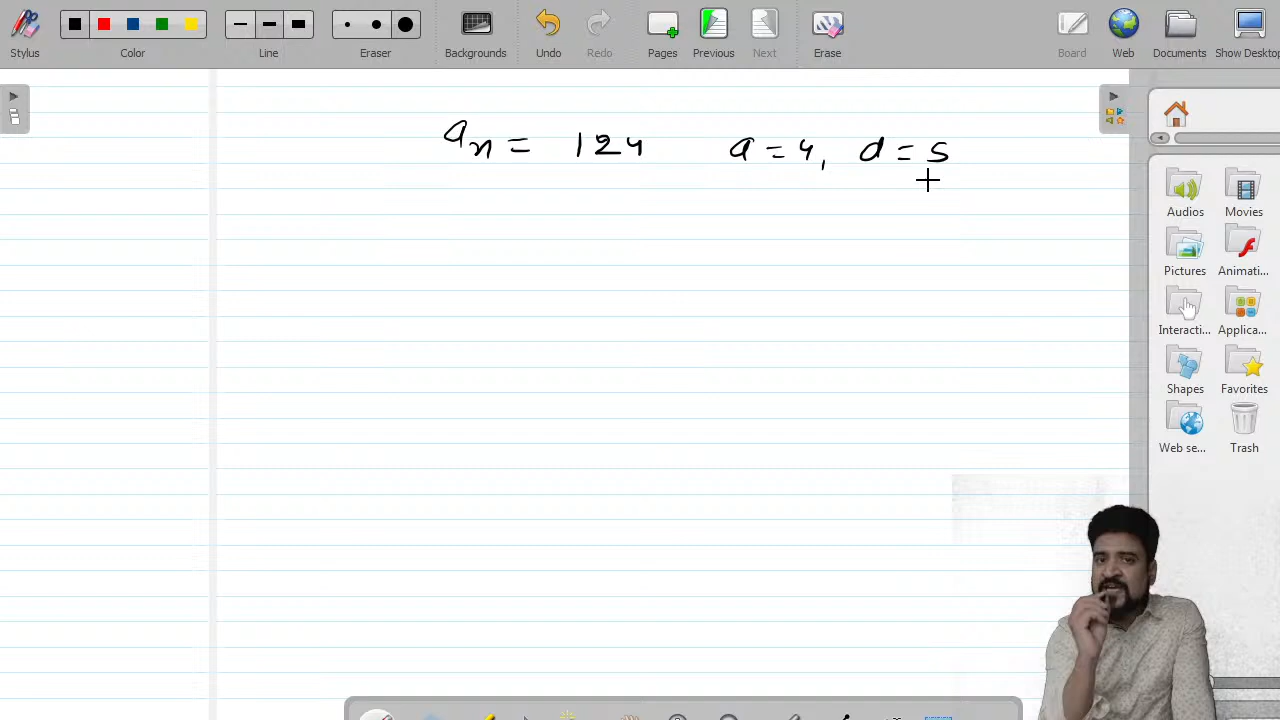 Stylus
Color
Line
Eraser
Backgrounds
Undo
Redo
Pages
Previous
Next
Erase
Board
Web
Documents
Show Desktop
aₙ = 124 a = 4, d = 5
Audios
Movies
Pictures
Animati...
Interacti...
Applica...
Shapes
Favorites
Web se...
Trash